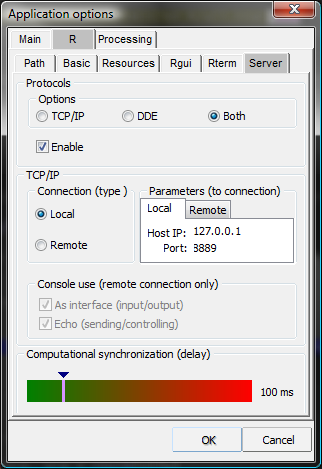 Application options
Main R Processing
Path Basic Resources Rgui Rterm Server
Protocols
Options
TCP/IP DDE Both
Enable
TCP/IP
Connection (type )
Local
Remote
Parameters (to connection)
Local Remote
Host IP: 127.0.0.1
Port: 8889
Console use (remote connection only)
As interface (input/output)
Echo (sending/controlling)
Computational synchronization (delay)
100 ms
OK Cancel